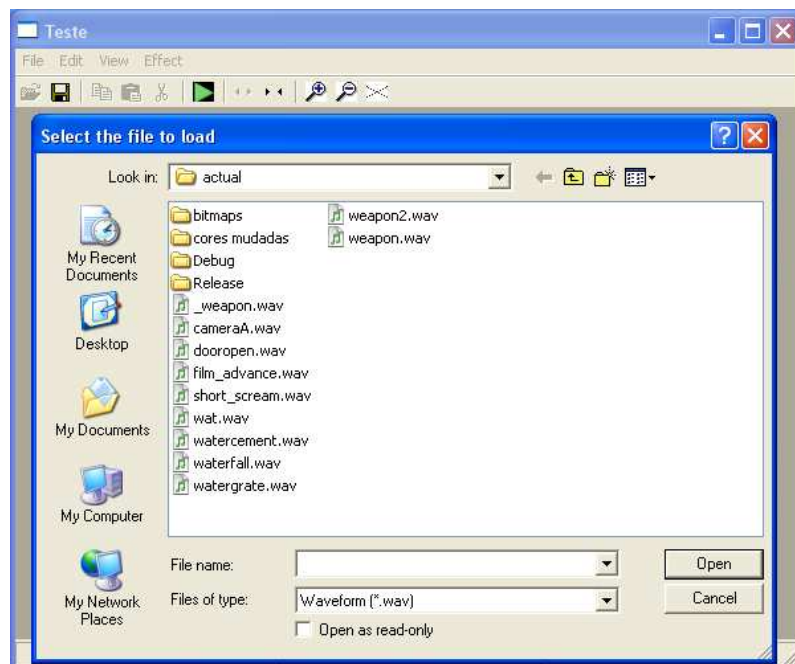 Teste
File Edit View Effect
Select the file to load
Look in: actual
My Recent Documents
Desktop
My Documents
My Computer
My Network Places
bitmaps
cores mudadas
Debug
Release
_weapon.wav
cameraA.wav
dooropen.wav
film_advance.wav
short_scream.wav
wat.wav
watercement.wav
waterfall.wav
watergrate.wav
weapon2.wav
weapon.wav
File name:
Open
Files of type: Waveform (*.wav)
Cancel
Open as read-only